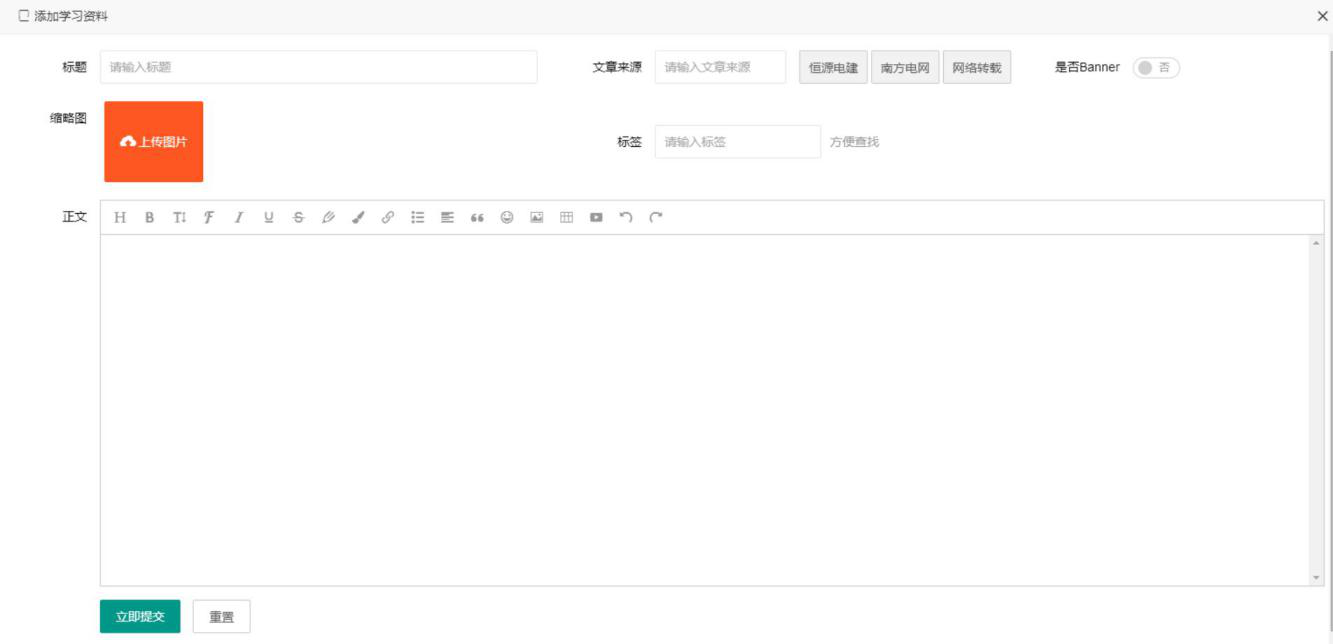 添加学习资料
标题 请输入标题 文章来源 请输入文章来源 恒源电建 南方电网 网络转载 是否Banner 否
缩略图 上传图片 标签 请输入标签 方便查找
正文
立即提交 重置